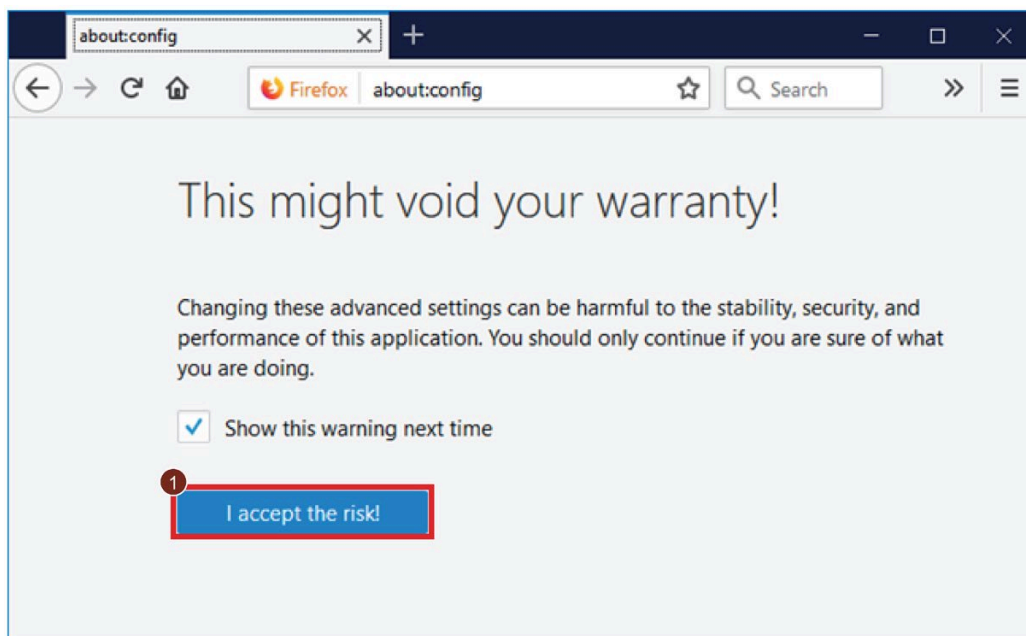 about:config
Firefox about:config Search
This might void your warranty!
Changing these advanced settings can be harmful to the stability, security, and
performance of this application. You should only continue if you are sure of what
you are doing.
Show this warning next time
1
I accept the risk!